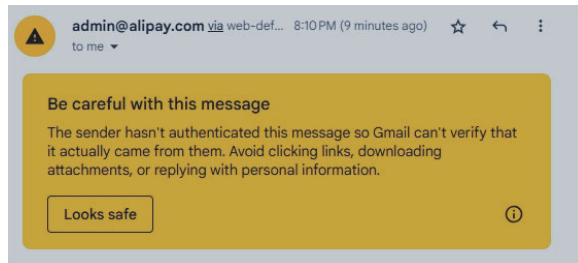 admin@alipay.com via web-def... 8:10 PM (9 minutes ago)
to me
Be careful with this message
The sender hasn't authenticated this message so Gmail can't verify that
it actually came from them. Avoid clicking links, downloading
attachments, or replying with personal information.
Looks safe